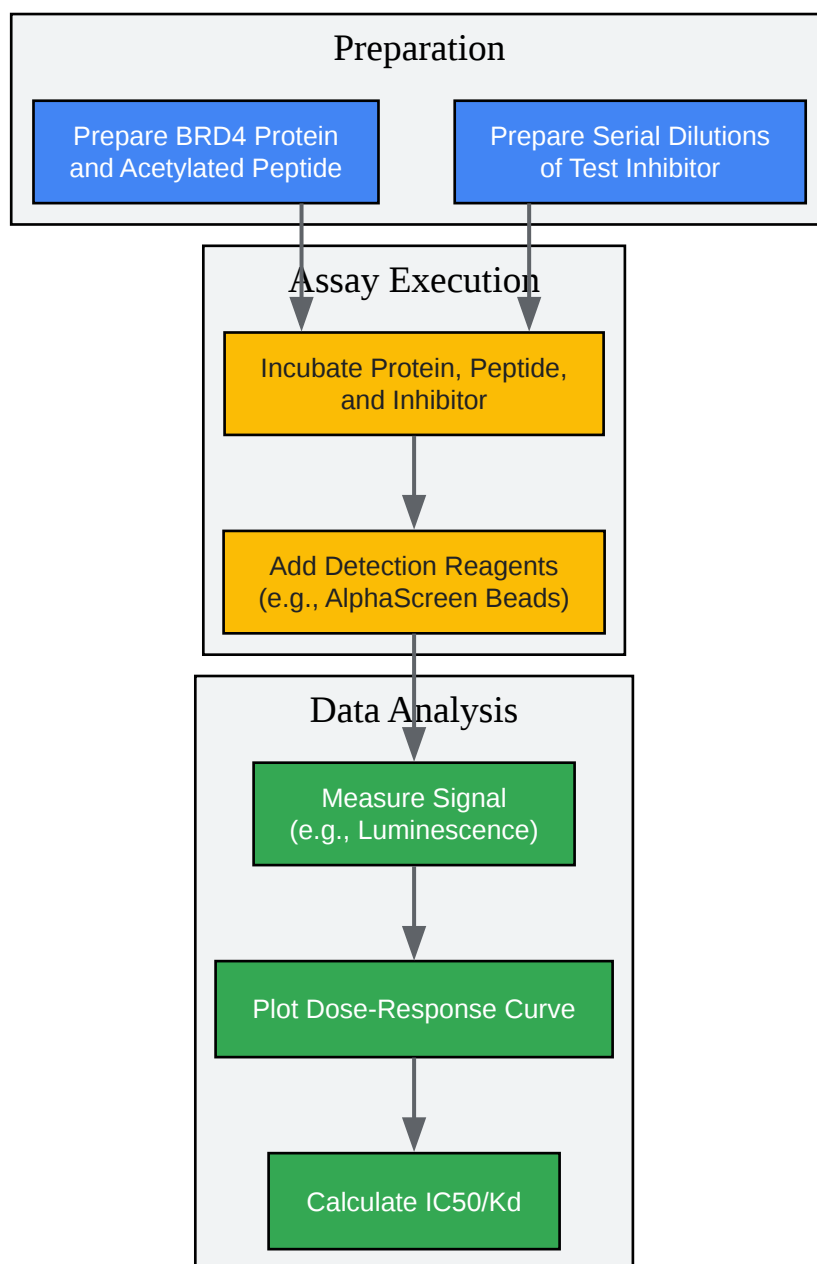 Preparation
Prepare BRD4 Protein
and Acetylated Peptide
Prepare Serial Dilutions
of Test Inhibitor
Assay Execution
Incubate Protein, Peptide,
and Inhibitor
Add Detection Reagents
(e.g., AlphaScreen Beads)
Data Analysis
Measure Signal
(e.g., Luminescence)
Plot Dose-Response Curve
Calculate IC50/Kd